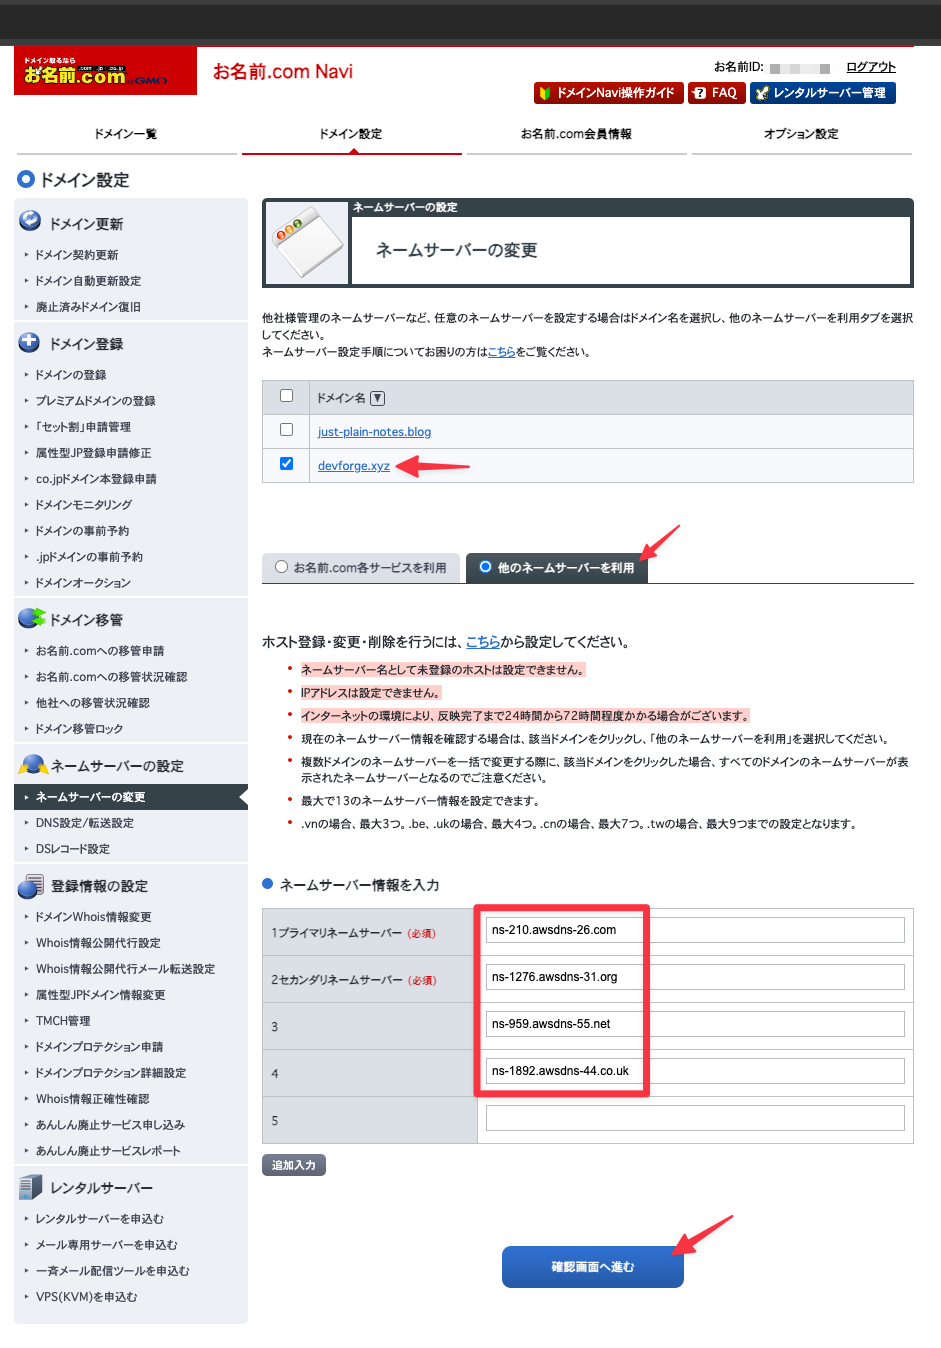 ドメイン取るなら
お名前.com
by GMO
お名前.com Navi
お名前ID:
ログアウト
ドメインNavi操作ガイド
FAQ
レンタルサーバー管理
ドメイン一覧
ドメイン設定
お名前.com会員情報
オプション設定
ドメイン設定
ドメイン更新
ドメイン契約更新
ドメイン自動更新設定
廃止済みドメイン復旧
ドメイン登録
ドメインの登録
プレミアムドメインの登録
「セット割」申請管理
属性型JP登録申請修正
co.jpドメイン本登録申請
ドメインモニタリング
ドメインの事前予約
.jpドメインの事前予約
ドメインオークション
ドメイン移管
お名前.comへの移管申請
お名前.comへの移管状況確認
他社への移管状況確認
ドメイン移管ロック
ネームサーバーの設定
ネームサーバーの変更
DNS設定/転送設定
DSレコード設定
登録情報の設定
ドメインWhois情報変更
Whois情報公開代行設定
Whois情報公開代行メール転送設定
属性型JPドメイン情報変更
TMCH管理
ドメインプロテクション申請
ドメインプロテクション詳細設定
Whois情報正確性確認
あんしん廃止サービス申し込み
あんしん廃止サービスレポート
レンタルサーバー
レンタルサーバーを申込む
メール専用サーバーを申込む
一斉メール配信ツールを申込む
VPS(KVM)を申込む
ネームサーバーの設定
ネームサーバーの変更
他社様管理のネームサーバーなど、任意のネームサーバーを設定する場合はドメイン名を選択し、他のネームサーバーを利用タブを選択
してください。
ネームサーバー設定手順についてお困りの方はこちらをご覧ください。
ドメイン名 ▼
just-plain-notes.blog
devforge.xyz
お名前.com各サービスを利用
他のネームサーバーを利用
ホスト登録・変更・削除を行うには、こちらから設定してください。
ネームサーバー名として未登録のホストは設定できません。
IPアドレスは設定できません。
インターネットの環境により、反映完了まで24時間から72時間程度かかる場合がございます。
現在のネームサーバー情報を確認する場合は、該当ドメインをクリックし、「他のネームサーバーを利用」を選択してください。
複数ドメインのネームサーバーを一括で変更する際に、該当ドメインをクリックした場合、すべてのドメインのネームサーバーが表
示されたネームサーバーとなるのでご注意ください。
最大で13のネームサーバー情報を設定できます。
.vnの場合、最大3つ。.be、.ukの場合、最大4つ。.cnの場合、最大7つ。.twの場合、最大9つまでの設定となります。
ネームサーバー情報を入力
1プライマリネームサーバー (必須)
ns-210.awsdns-26.com
2セカンダリネームサーバー (必須)
ns-1276.awsdns-31.org
3
ns-959.awsdns-55.net
4
ns-1892.awsdns-44.co.uk
5
追加入力
確認画面へ進む